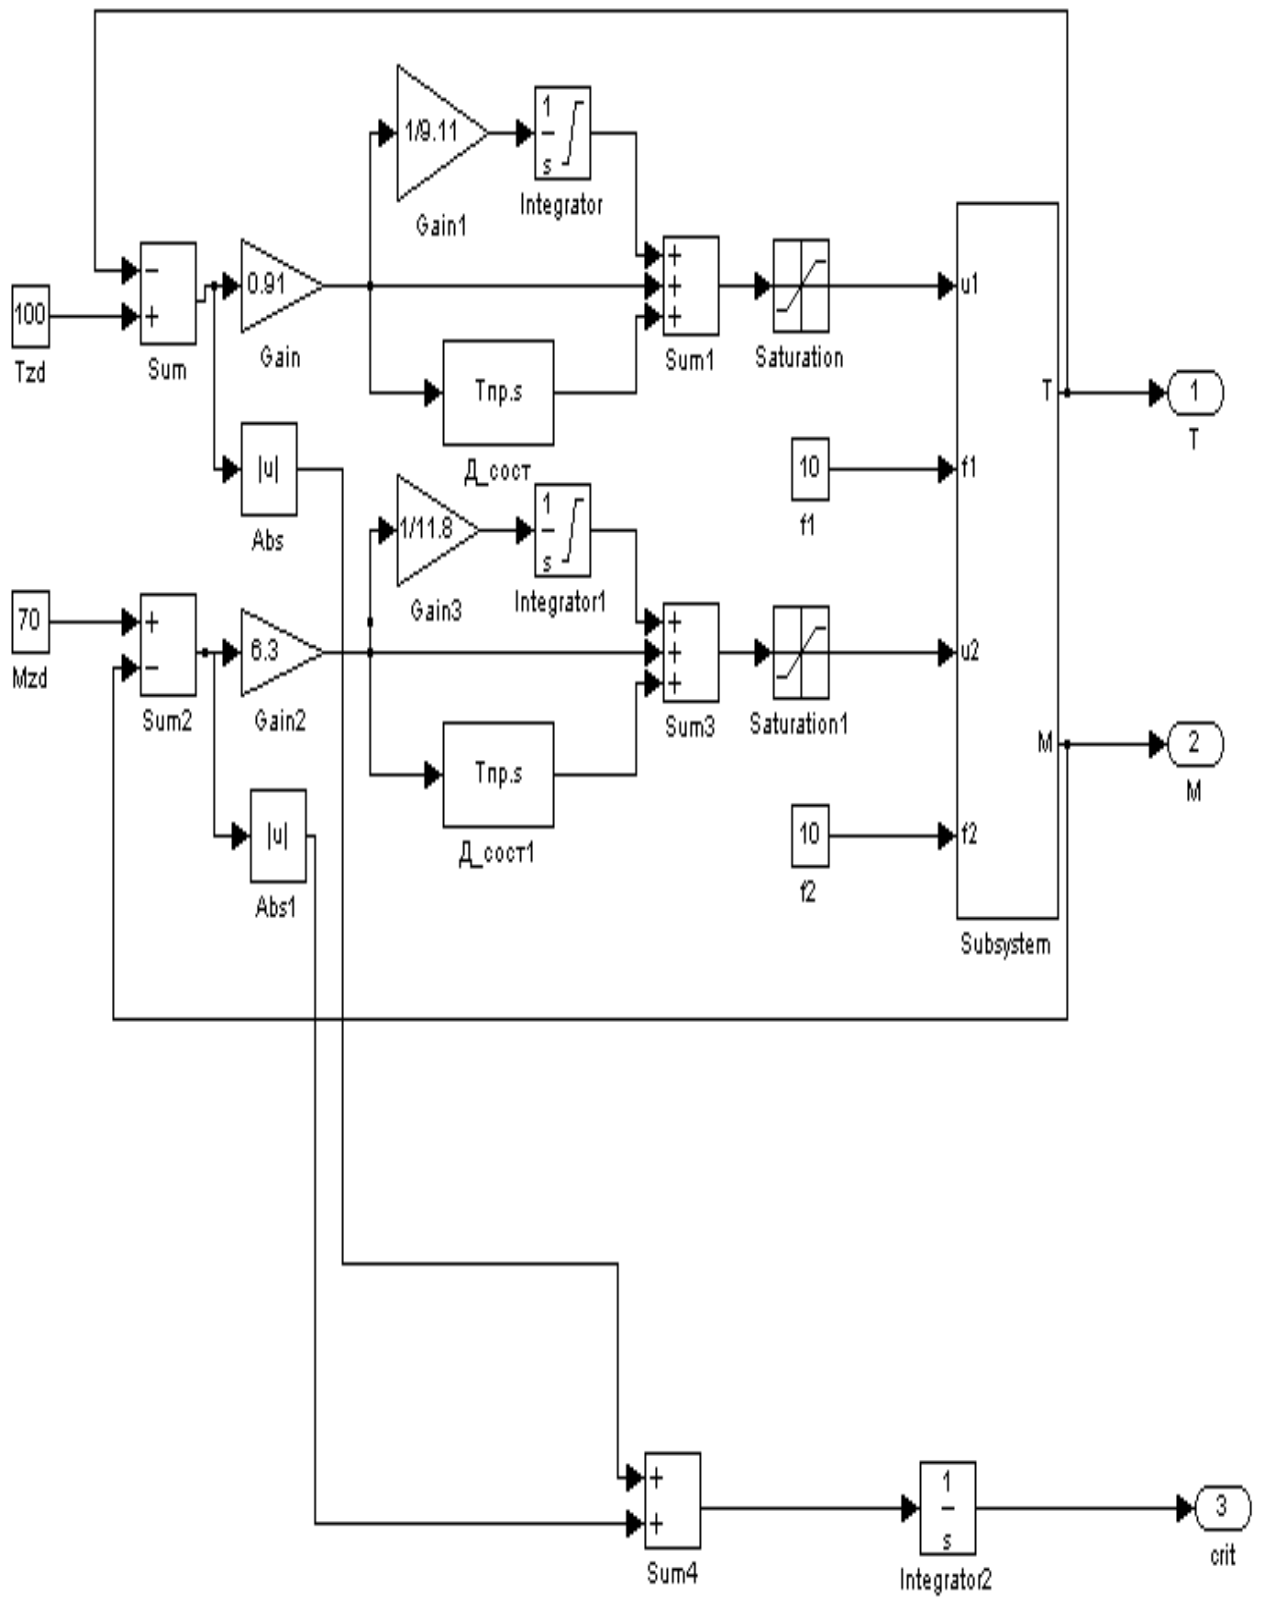 1/9.11
1
s
Integrator
Gain1
−
+
Sum
100
Tzd
0.91
Gain
+
+
+
Sum1
Saturation
u1
Tпр.s
Д_сост
T
1
T
|u|
Abs
10
f1
f1
1/11.8
Gain3
1
s
Integrator1
70
Mzd
+
−
Sum2
6.3
Gain2
+
+
+
Sum3
Saturation1
u2
Tпр.s
Д_сост1
M
2
M
|u|
Abs1
10
f2
f2
Subsystem
+
+
Sum4
1
s
Integrator2
3
crit